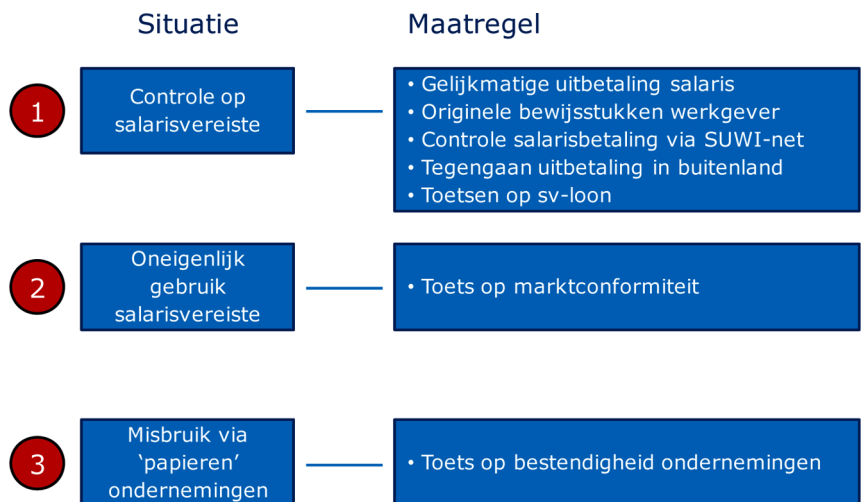 Situatie
Maatregel
1
Controle op
salarisvereiste
• Gelijkmatige uitbetaling salaris
• Originele bewijsstukken werkgever
• Controle salarisbetaling via SUWI-net
• Tegengaan uitbetaling in buitenland
• Toetsen op sv-loon
2
Oneigenlijk
gebruik
salarisvereiste
• Toets op marktconformiteit
3
Misbruik via
‘papieren’
ondernemingen
• Toets op bestendigheid ondernemingen